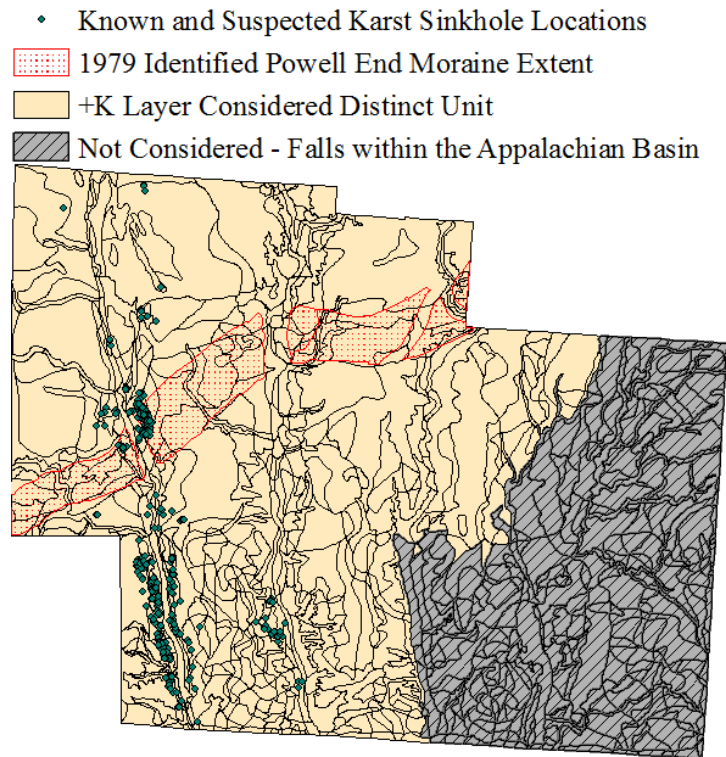 Known and Suspected Karst Sinkhole Locations
1979 Identified Powell End Moraine Extent
+K Layer Considered Distinct Unit
Not Considered - Falls within the Appalachian Basin